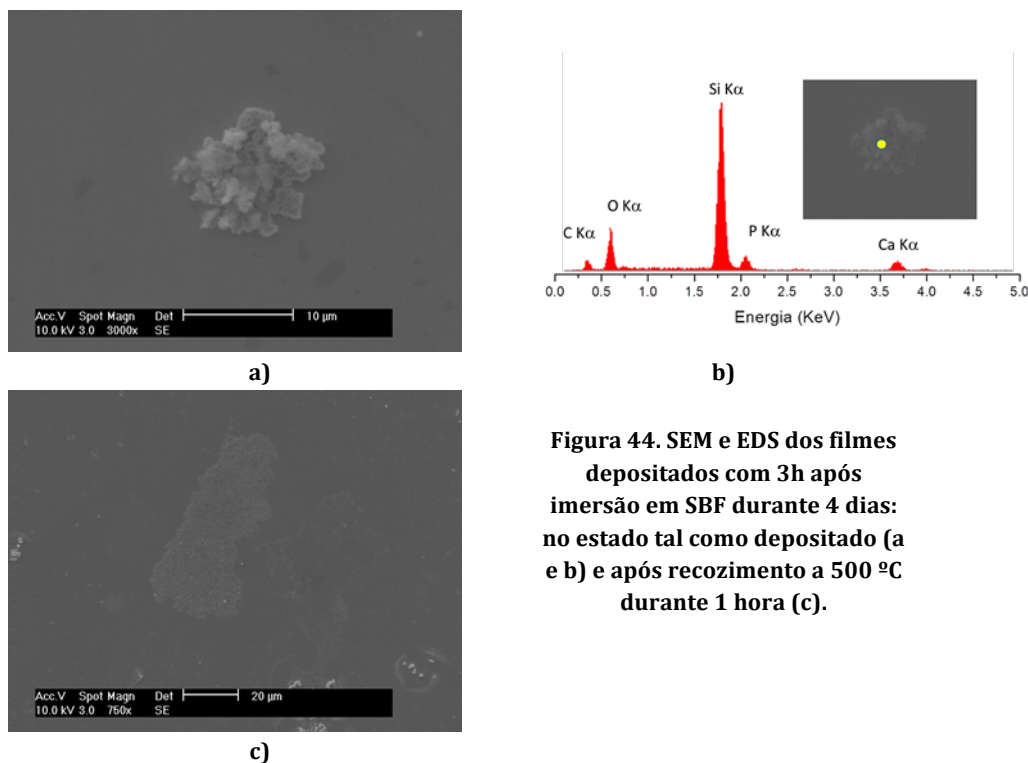 Acc.V Spot Magn Det 10 µm
10.0 kV 3.0 3000x SE
a)
Si Kα
O Kα
C Kα
P Kα
Ca Kα
0.0 0.5 1.0 1.5 2.0 2.5 3.0 3.5 4.0 4.5 5.0
Energia (KeV)
b)
Acc.V Spot Magn Det 20 µm
10.0 kV 3.0 750x SE
c)
Figura 44. SEM e EDS dos filmes
depositados com 3h após
imersão em SBF durante 4 dias:
no estado tal como depositado (a
e b) e após recozimento a 500 ºC
durante 1 hora (c).